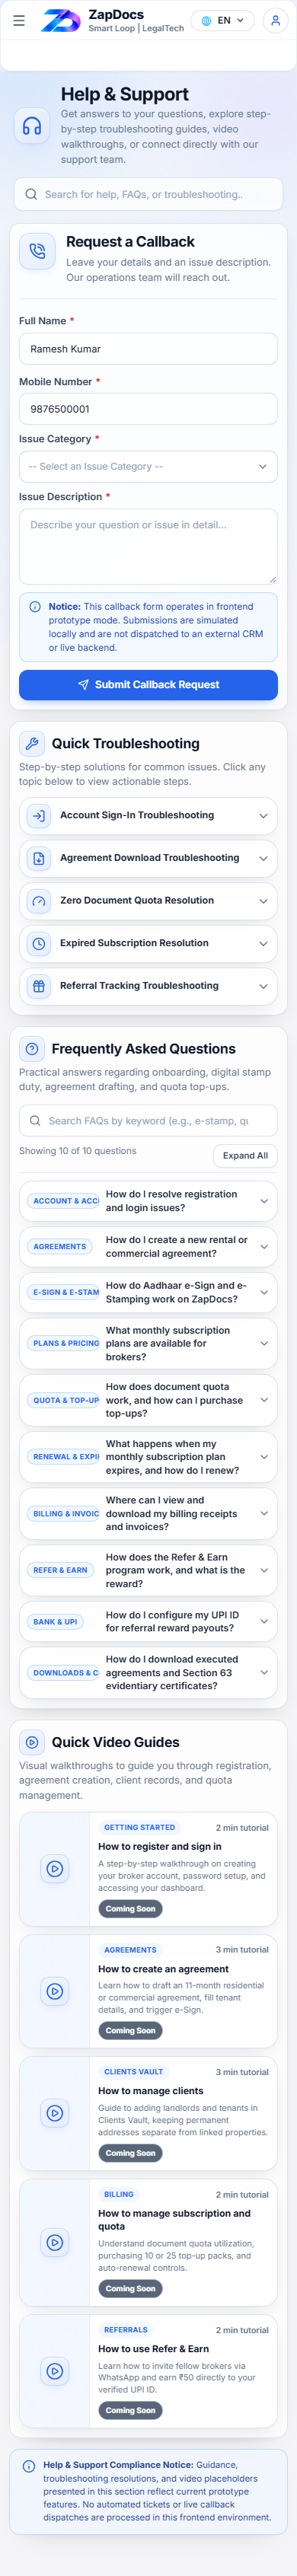 ZapDocs
Smart Loop | LegalTech
EN
Help & Support
Get answers to your questions, explore step-
by-step troubleshooting guides, video
walkthroughs, or connect directly with our
support team.
Search for help, FAQs, or troubleshooting..
Request a Callback
Leave your details and an issue description.
Our operations team will reach out.
Full Name *
Ramesh Kumar
Mobile Number *
9876500001
Issue Category *
-- Select an Issue Category --
Issue Description *
Describe your question or issue in detail...
Notice: This callback form operates in frontend
prototype mode. Submissions are simulated
locally and are not dispatched to an external CRM
or live backend.
Submit Callback Request
Quick Troubleshooting
Step-by-step solutions for common issues. Click any
topic below to view actionable steps.
Account Sign-In Troubleshooting
Agreement Download Troubleshooting
Zero Document Quota Resolution
Expired Subscription Resolution
Referral Tracking Troubleshooting
Frequently Asked Questions
Practical answers regarding onboarding, digital stamp
duty, agreement drafting, and quota top-ups.
Search FAQs by keyword (e.g., e-stamp, qu
Showing 10 of 10 questions
Expand All
ACCOUNT & ACC
How do I resolve registration
and login issues?
AGREEMENTS
How do I create a new rental or
commercial agreement?
E-SIGN & E-STAM
How do Aadhaar e-Sign and e-
Stamping work on ZapDocs?
PLANS & PRICING
What monthly subscription
plans are available for
brokers?
QUOTA & TOP-UP
How does document quota
work, and how can I purchase
top-ups?
RENEWAL & EXPI
What happens when my
monthly subscription plan
expires, and how do I renew?
BILLING & INVOIC
Where can I view and
download my billing receipts
and invoices?
REFER & EARN
How does the Refer & Earn
program work, and what is the
reward?
BANK & UPI
How do I configure my UPI ID
for referral reward payouts?
DOWNLOADS & C
How do I download executed
agreements and Section 63
evidentiary certificates?
Quick Video Guides
Visual walkthroughs to guide you through registration,
agreement creation, client records, and quota
management.
GETTING STARTED
2 min tutorial
How to register and sign in
A step-by-step walkthrough on creating
your broker account, password setup, and
accessing your dashboard.
Coming Soon
AGREEMENTS
3 min tutorial
How to create an agreement
Learn how to draft an 11-month residential
or commercial agreement, fill tenant
details, and trigger e-Sign.
Coming Soon
CLIENTS VAULT
3 min tutorial
How to manage clients
Guide to adding landlords and tenants in
Clients Vault, keeping permanent
addresses separate from linked properties.
Coming Soon
BILLING
2 min tutorial
How to manage subscription and
quota
Understand document quota utilization,
purchasing 10 or 25 top-up packs, and
auto-renewal controls.
Coming Soon
REFERRALS
2 min tutorial
How to use Refer & Earn
Learn how to invite fellow brokers via
WhatsApp and earn ₹50 directly to your
verified UPI ID.
Coming Soon
Help & Support Compliance Notice: Guidance,
troubleshooting resolutions, and video placeholders
presented in this section reflect current prototype
features. No automated tickets or live callback
dispatches are processed in this frontend environment.